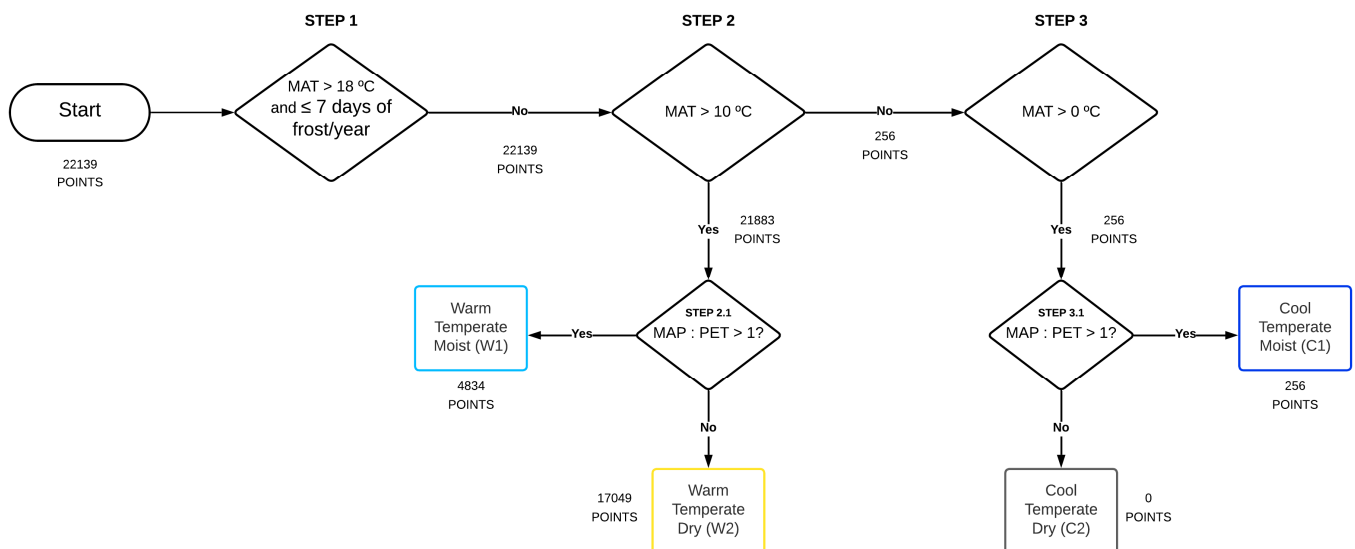 STEP 1
STEP 2
STEP 3
Start
MAT > 18 ºC
and ≤ 7 days of
frost/year
No
MAT > 10 ºC
No
MAT > 0 ºC
22139
POINTS
22139
POINTS
256
POINTS
Yes
21883
POINTS
Yes
256
POINTS
Warm
Temperate
Moist (W1)
Yes
STEP 2.1
MAP : PET > 1?
STEP 3.1
MAP : PET > 1?
Yes
Cool
Temperate
Moist (C1)
4834
POINTS
256
POINTS
No
No
17049
POINTS
Warm
Temperate
Dry (W2)
Cool
Temperate
Dry (C2)
0
POINTS